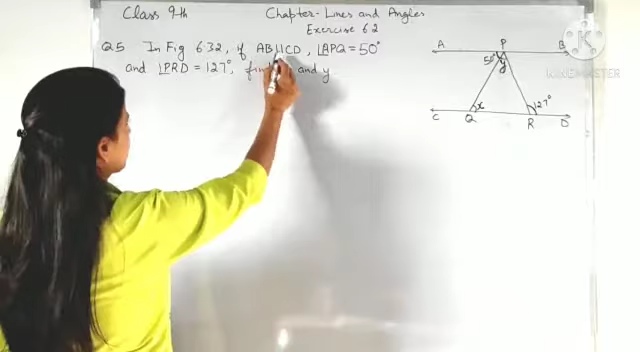 Class 9th Chapter- Lines and Angles
Exercise 6.2
Q5 In Fig 6.32, if AB||CD, ∠APQ = 50°
and ∠PRD = 127°, find and y
A P B
50° y
x 127°
C Q R D
KINEMASTER